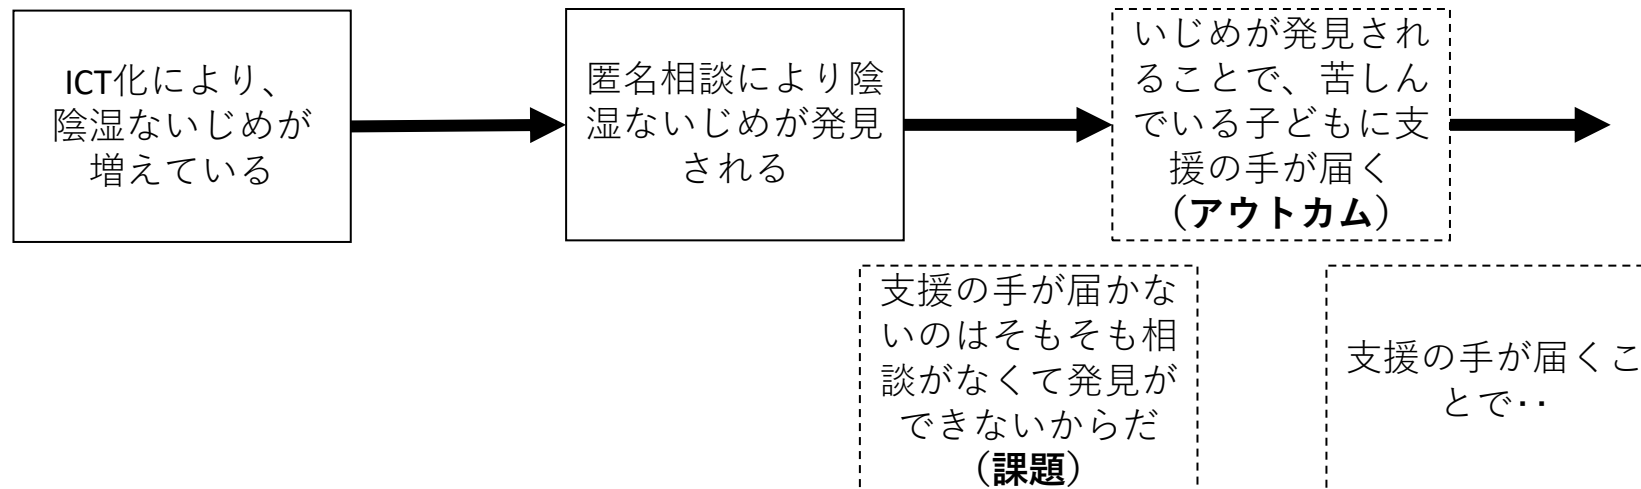 ICT化により、
陰湿ないじめが
増えている
匿名相談により陰
湿ないじめが発見
される
いじめが発見され
ることで、苦しん
でいる子どもに支
援の手が届く
（アウトカム）
支援の手が届かな
いのはそもそも相
談がなくて発見が
できないからだ
（課題）
支援の手が届くこ
とで‥